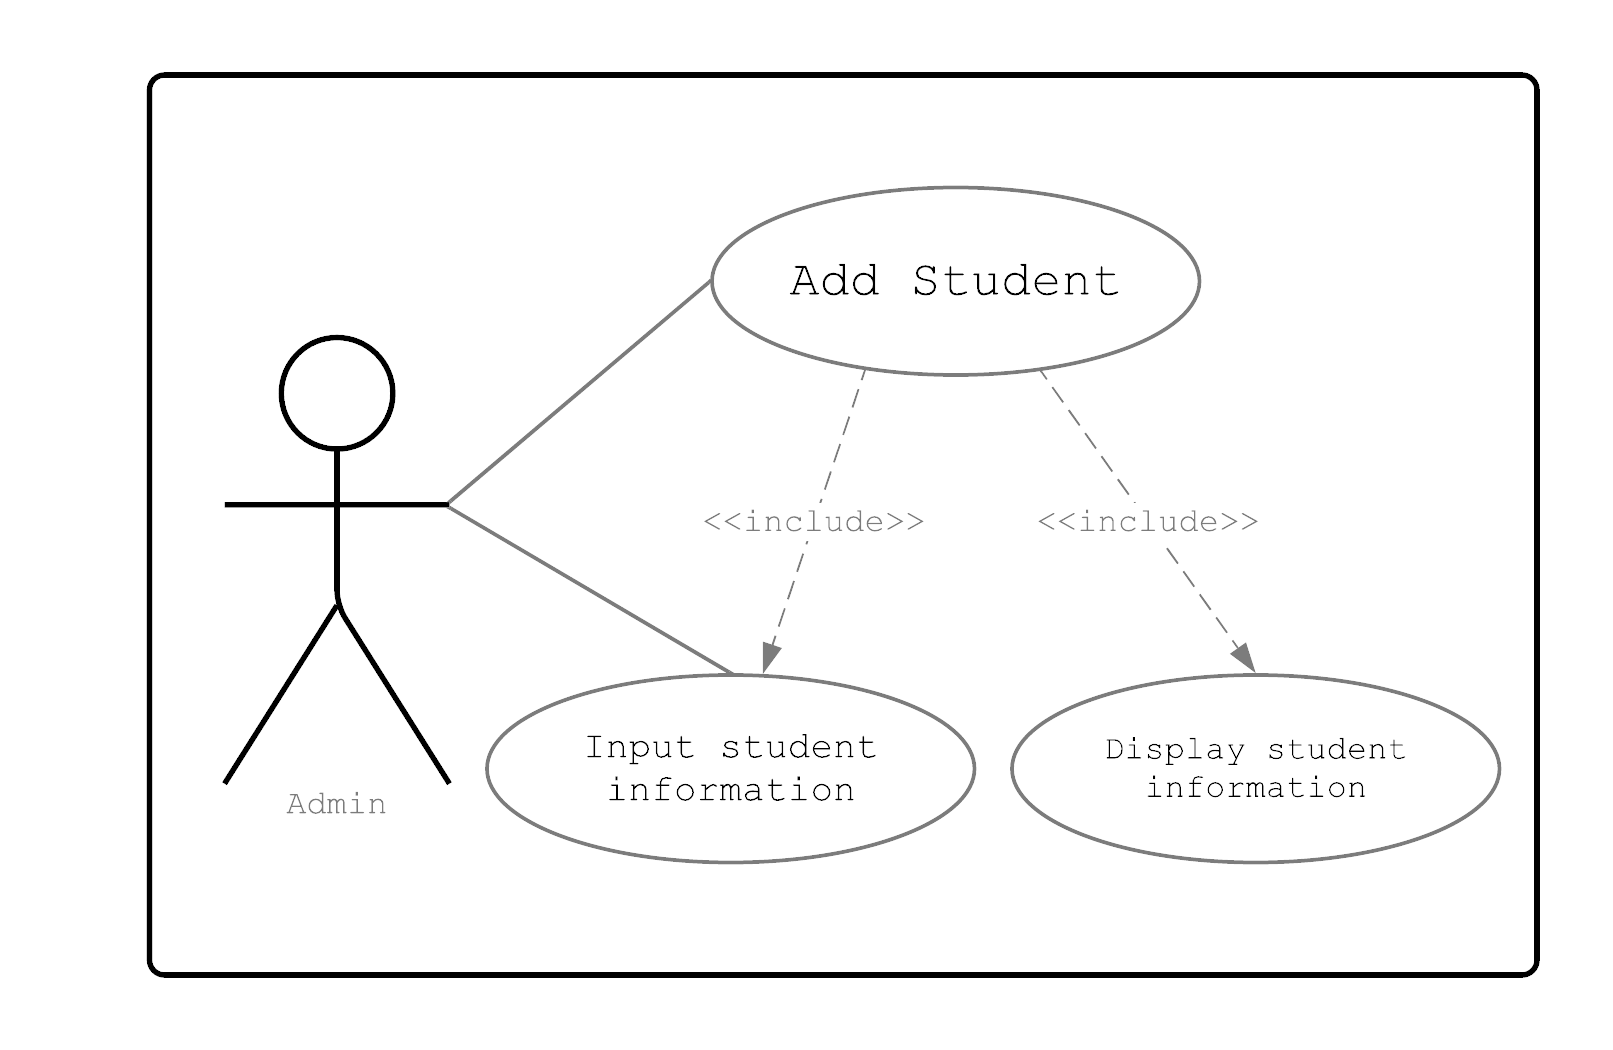 Add Student
<<include>>
<<include>>
Input student
information
Display student
information
Admin